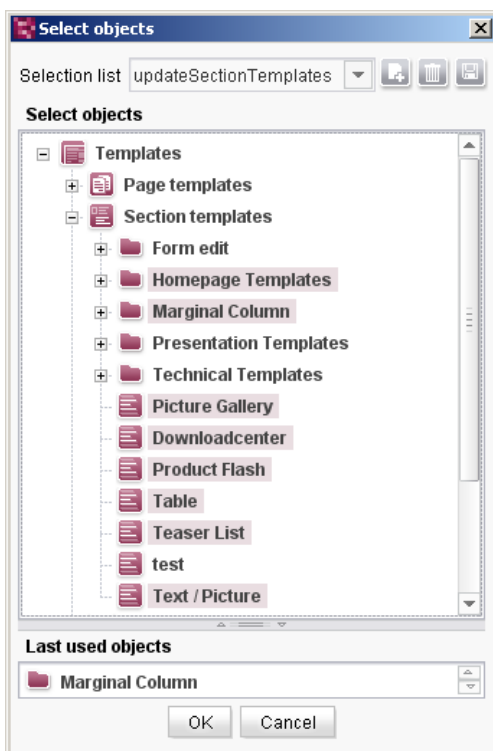 Select objects
Selection list updateSectionTemplates
Select objects
Templates
Page templates
Section templates
Form edit
Homepage Templates
Marginal Column
Presentation Templates
Technical Templates
Picture Gallery
Downloadcenter
Product Flash
Table
Teaser List
test
Text / Picture
Last used objects
Marginal Column
OK Cancel